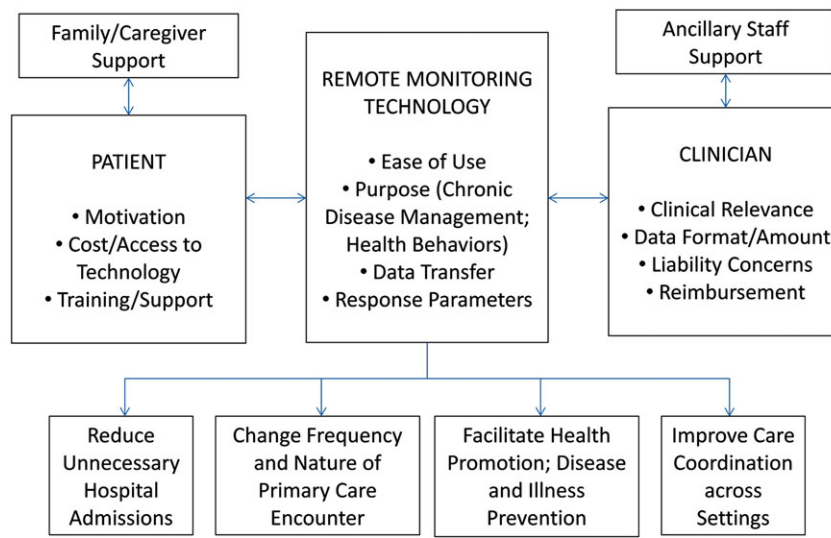 Family/Caregiver
Support
Ancillary Staff
Support
REMOTE MONITORING
TECHNOLOGY
• Ease of Use
• Purpose (Chronic
Disease Management;
Health Behaviors)
• Data Transfer
• Response Parameters
PATIENT
• Motivation
• Cost/Access to
Technology
• Training/Support
CLINICIAN
• Clinical Relevance
• Data Format/Amount
• Liability Concerns
• Reimbursement
Reduce
Unnecessary
Hospital
Admissions
Change Frequency
and Nature of
Primary Care
Encounter
Facilitate Health
Promotion; Disease
and Illness
Prevention
Improve Care
Coordination
across
Settings